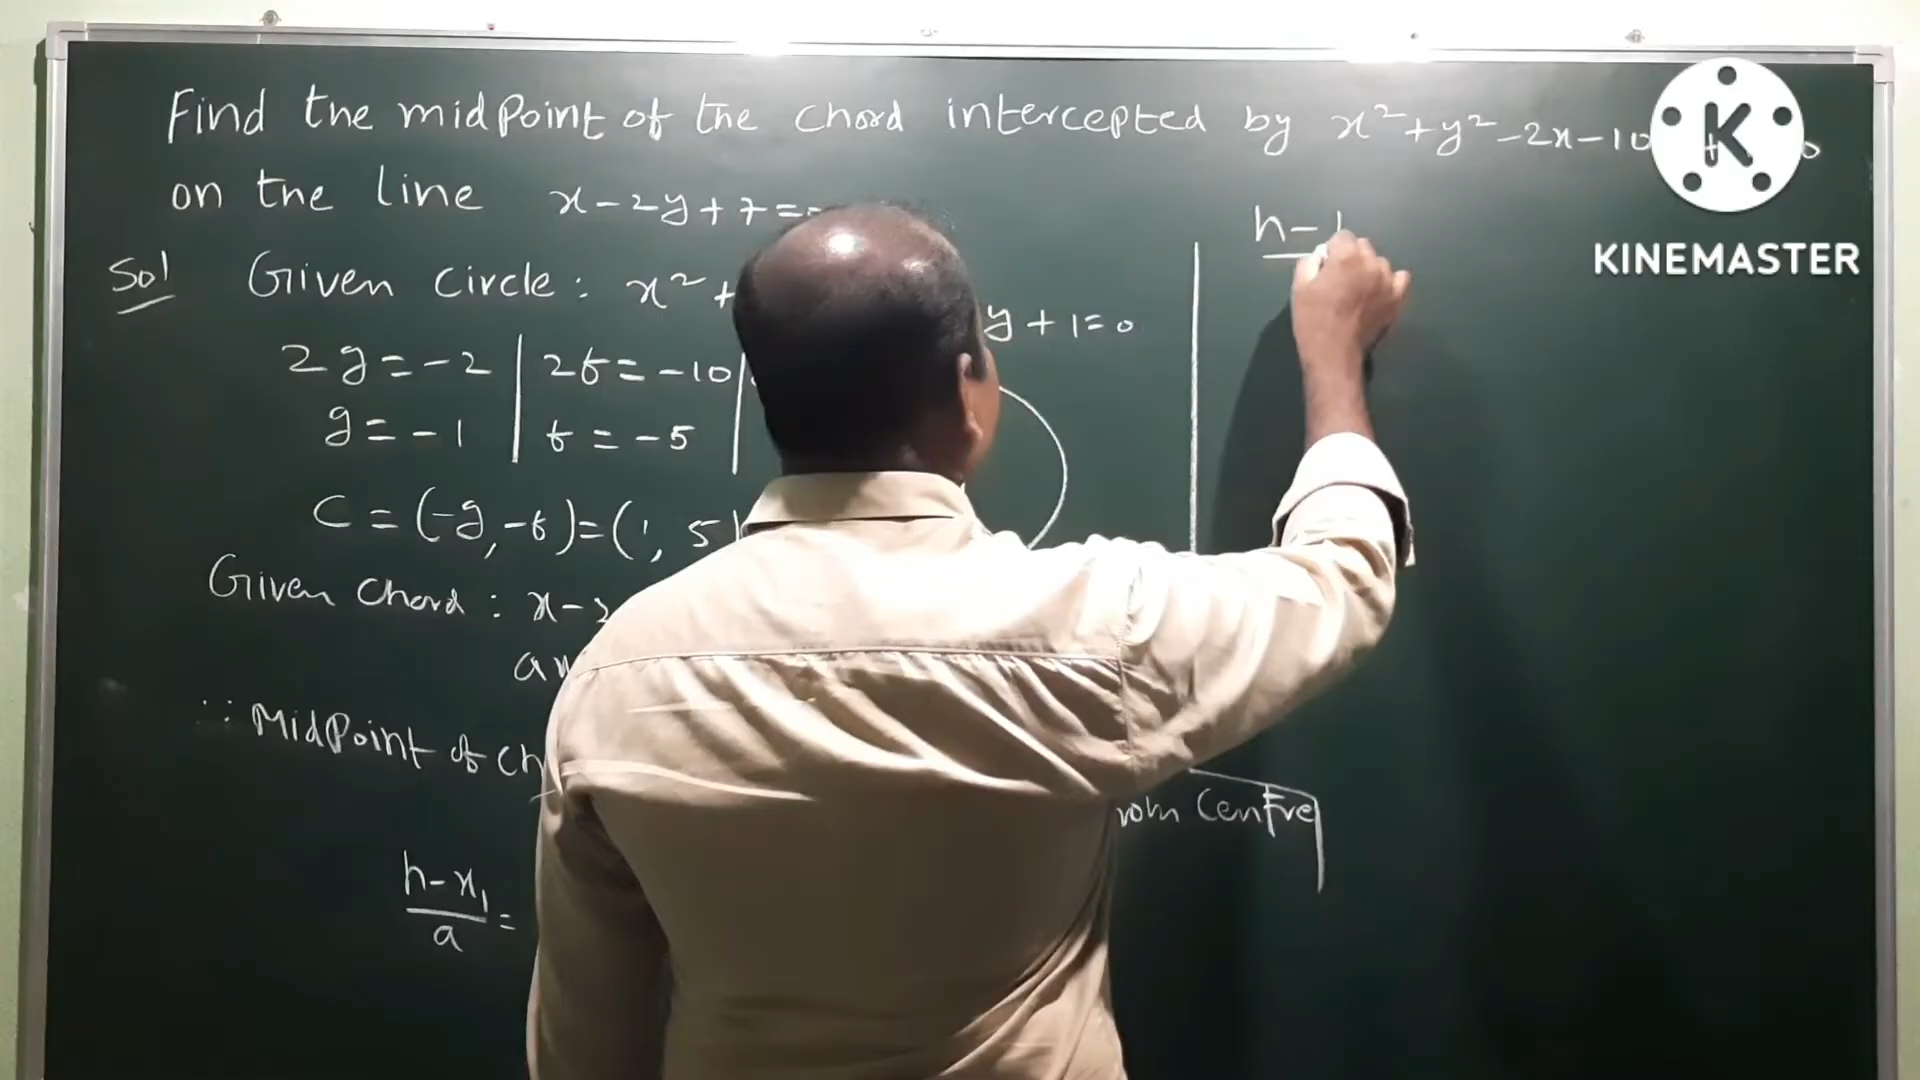 Find the midpoint of the chord intercepted by x²+y²-2x-10
on the line x-2y+7=
KINEMASTER
Sol Given circle: x²+ y+1=0
2g=-2 | 2f=-10
g=-1 | f=-5
C=(-g,-f)=(1, 5
Given chord: x-2
∴ Midpoint of ch rom Centre
h-x₁
a =
h-1